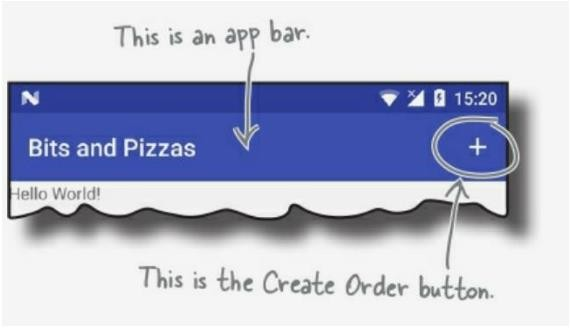 This is an app bar.
15:20
Bits and Pizzas
+
Hello World!
This is the Create Order button.